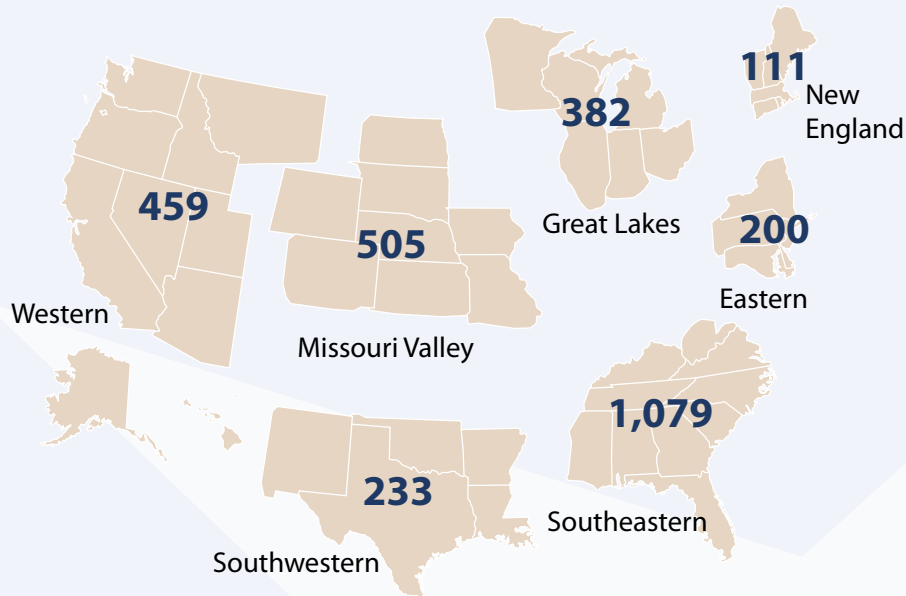 111
New
England
382
Great Lakes
459
Western
505
Missouri Valley
200
Eastern
1,079
Southeastern
233
Southwestern